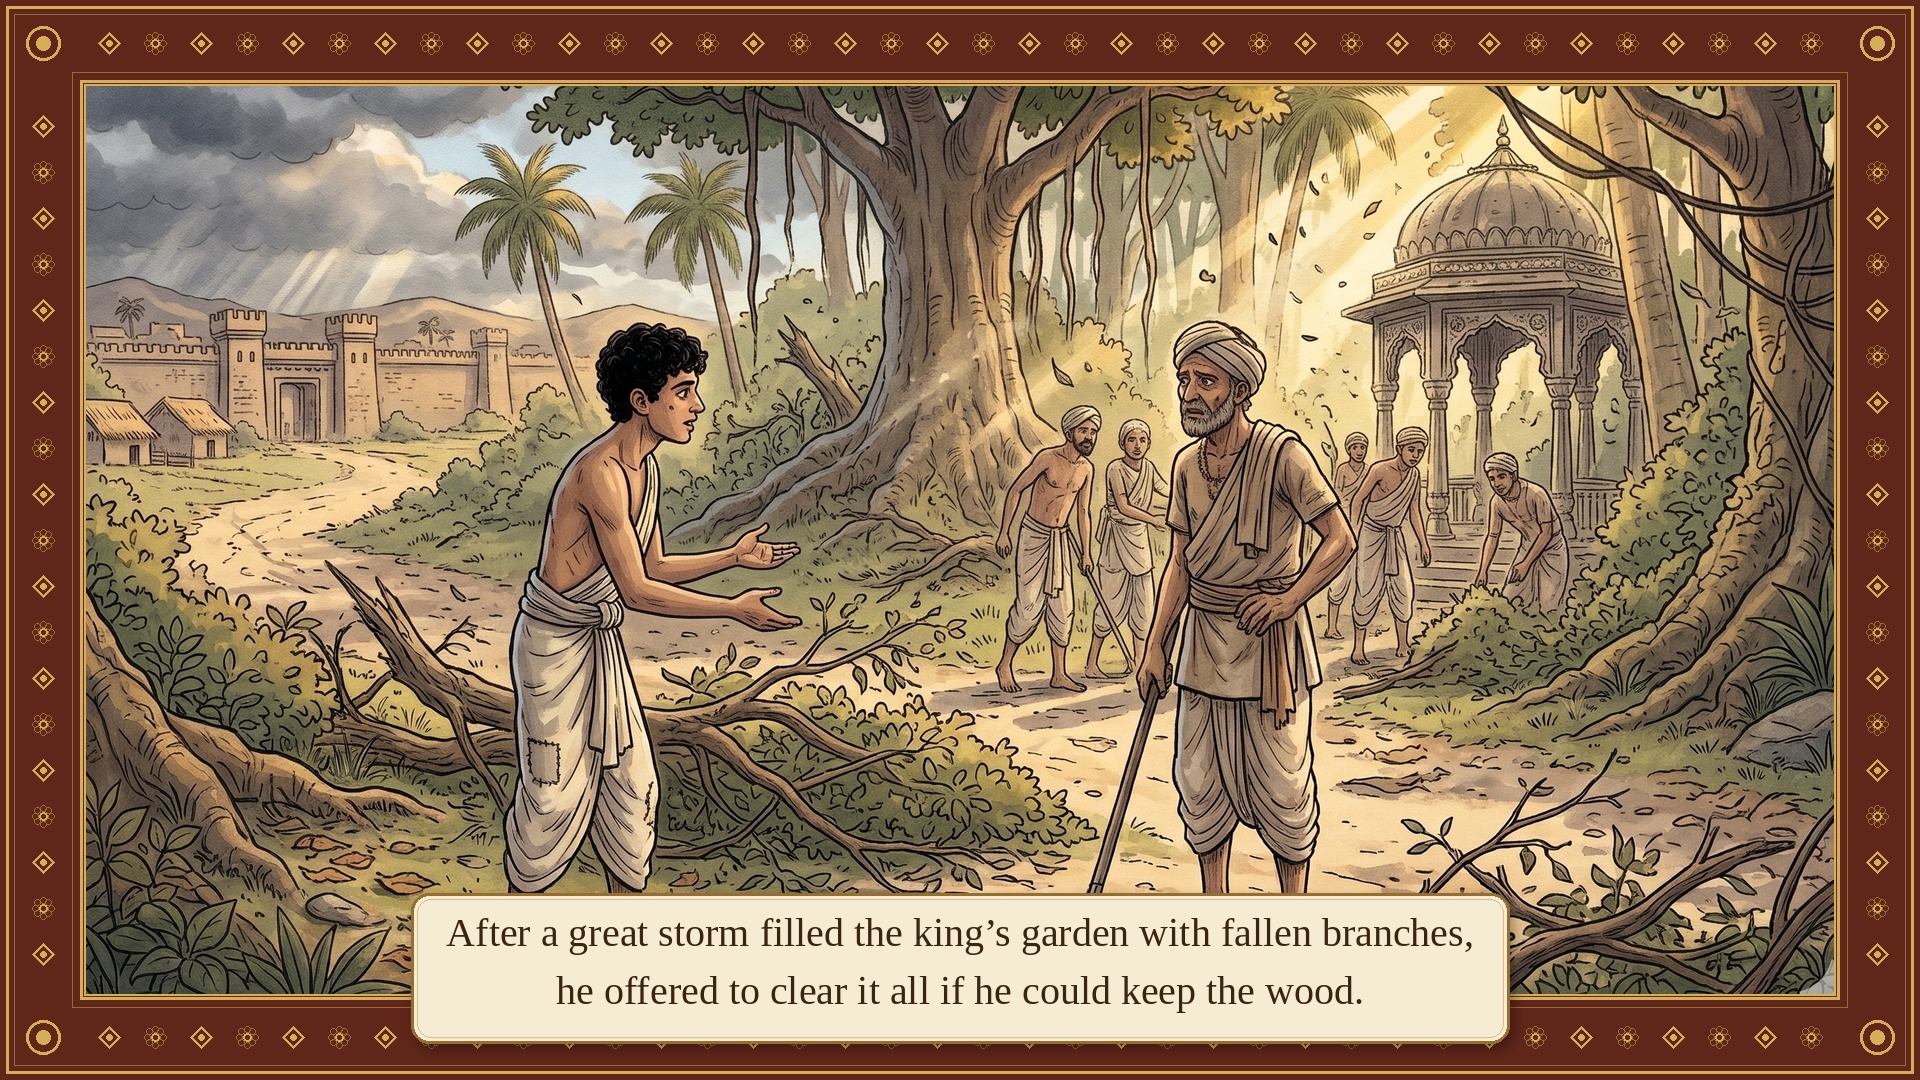 After a great storm filled the king’s garden with fallen branches,
he offered to clear it all if he could keep the wood.